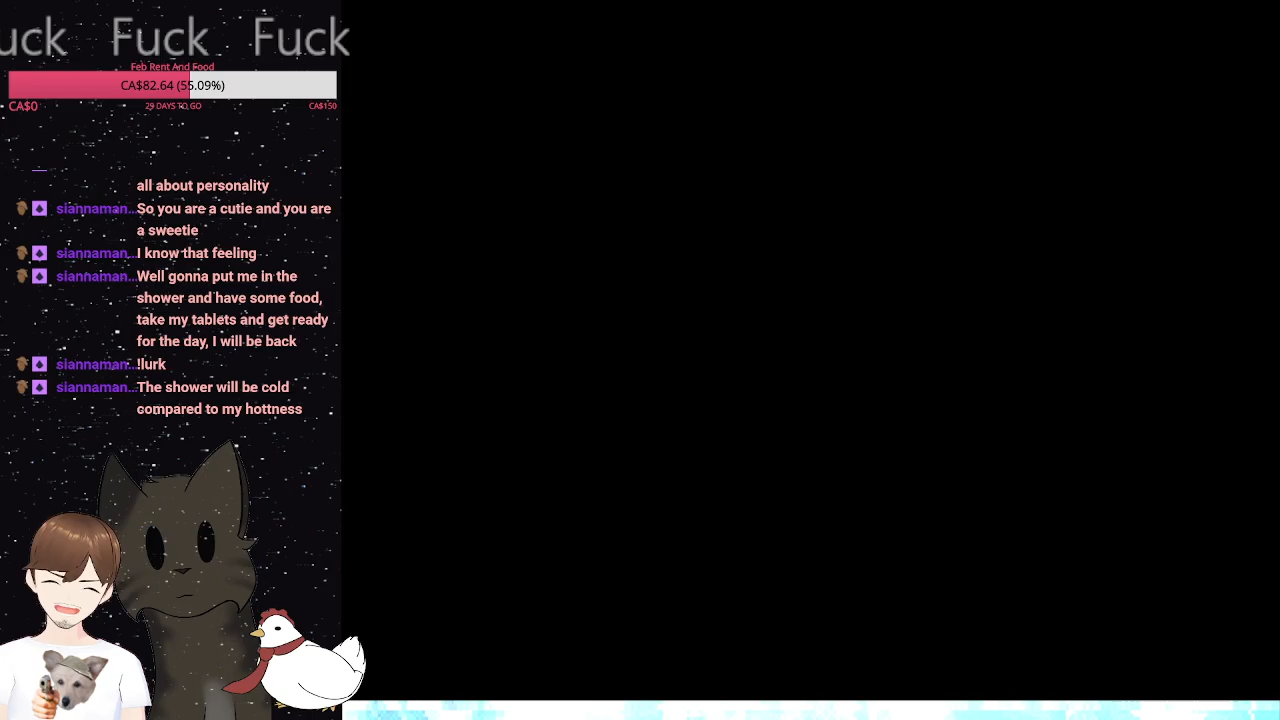 uck Fuck Fuck
Feb Rent And Food
CA$82.64 (55.09%)
CA$0 29 DAYS TO GO CA$150
all about personality
siannaman... So you are a cutie and you are
a sweetie
siannaman... I know that feeling
siannaman... Well gonna put me in the
shower and have some food,
take my tablets and get ready
for the day, I will be back
siannaman... !lurk
siannaman... The shower will be cold
compared to my hottness